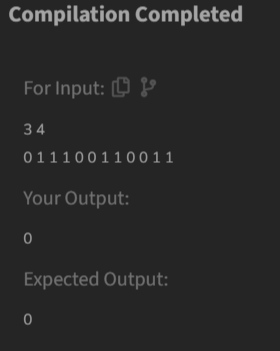 Compilation Completed
For Input:
3 4
0 1 1 1 0 0 1 1 0 0 1 1
Your Output:
0
Expected Output:
0